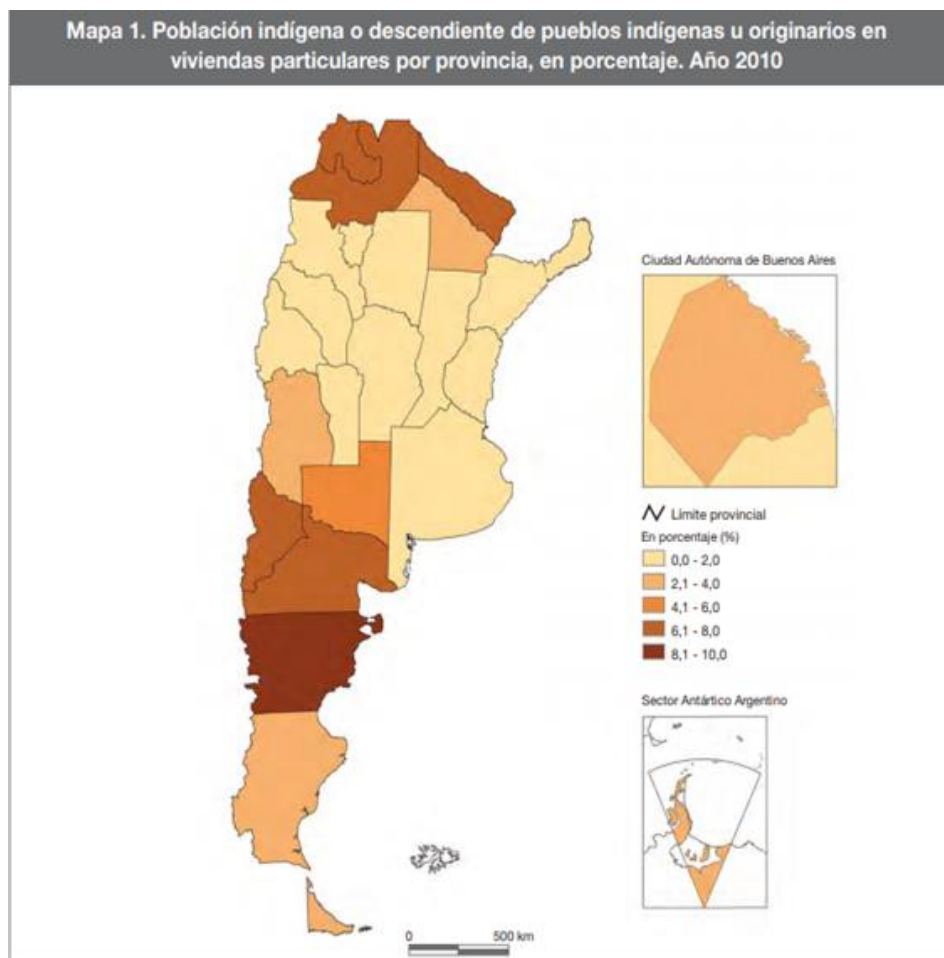 Mapa 1. Población indígena o descendiente de pueblos indígenas u originarios en
viviendas particulares por provincia, en porcentaje. Año 2010
Ciudad Autónoma de Buenos Aires
Límite provincial
En porcentaje (%)
0,0 - 2,0
2,1 - 4,0
4,1 - 6,0
6,1 - 8,0
8,1 - 10,0
Sector Antártico Argentino
0 500 km